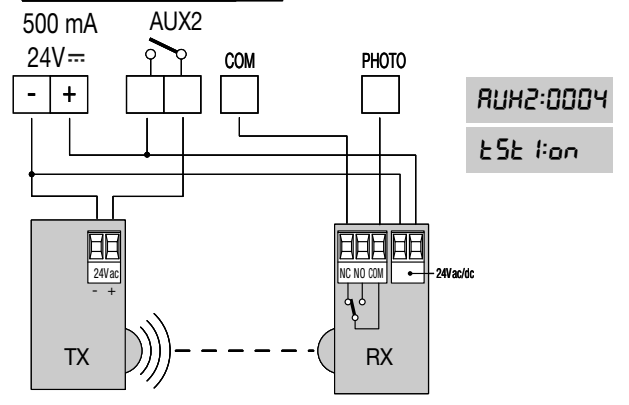 500 mA
24V⎓
AUX2
COM
PHOTO
-
+
AUX2:0004
tSt 1:on
24Vac
- +
NC NO COM
24Vac/dc
TX
RX